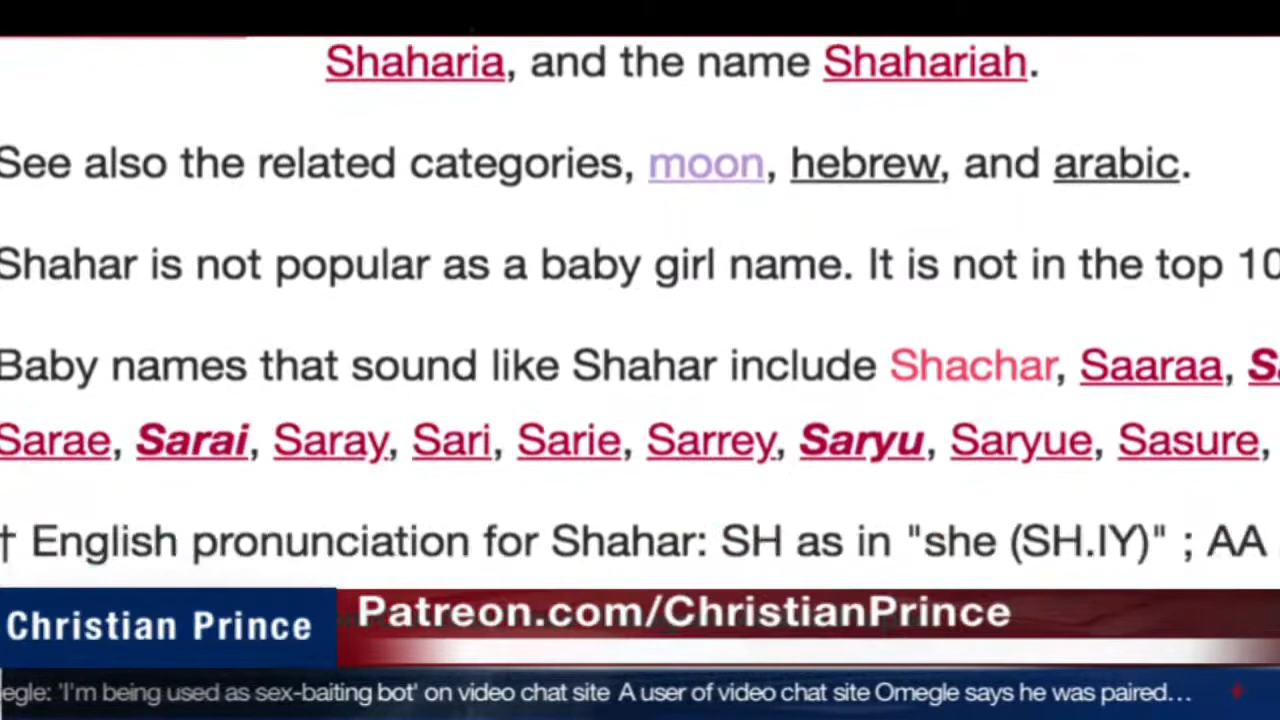 Shaharia, and the name Shahariah.
See also the related categories, moon, hebrew, and arabic.
Shahar is not popular as a baby girl name. It is not in the top 10
Baby names that sound like Shahar include Shachar, Saaraa,
Sarae, Sarai, Saray, Sari, Sarie, Sarrey, Saryu, Saryue, Sasure,
† English pronunciation for Shahar: SH as in "she (SH.IY)" ; AA
Patreon.com/ChristianPrince
Christian Prince
egle: 'I'm being used as sex-baiting bot' on video chat site A user of video chat site Omegle says he was paired...